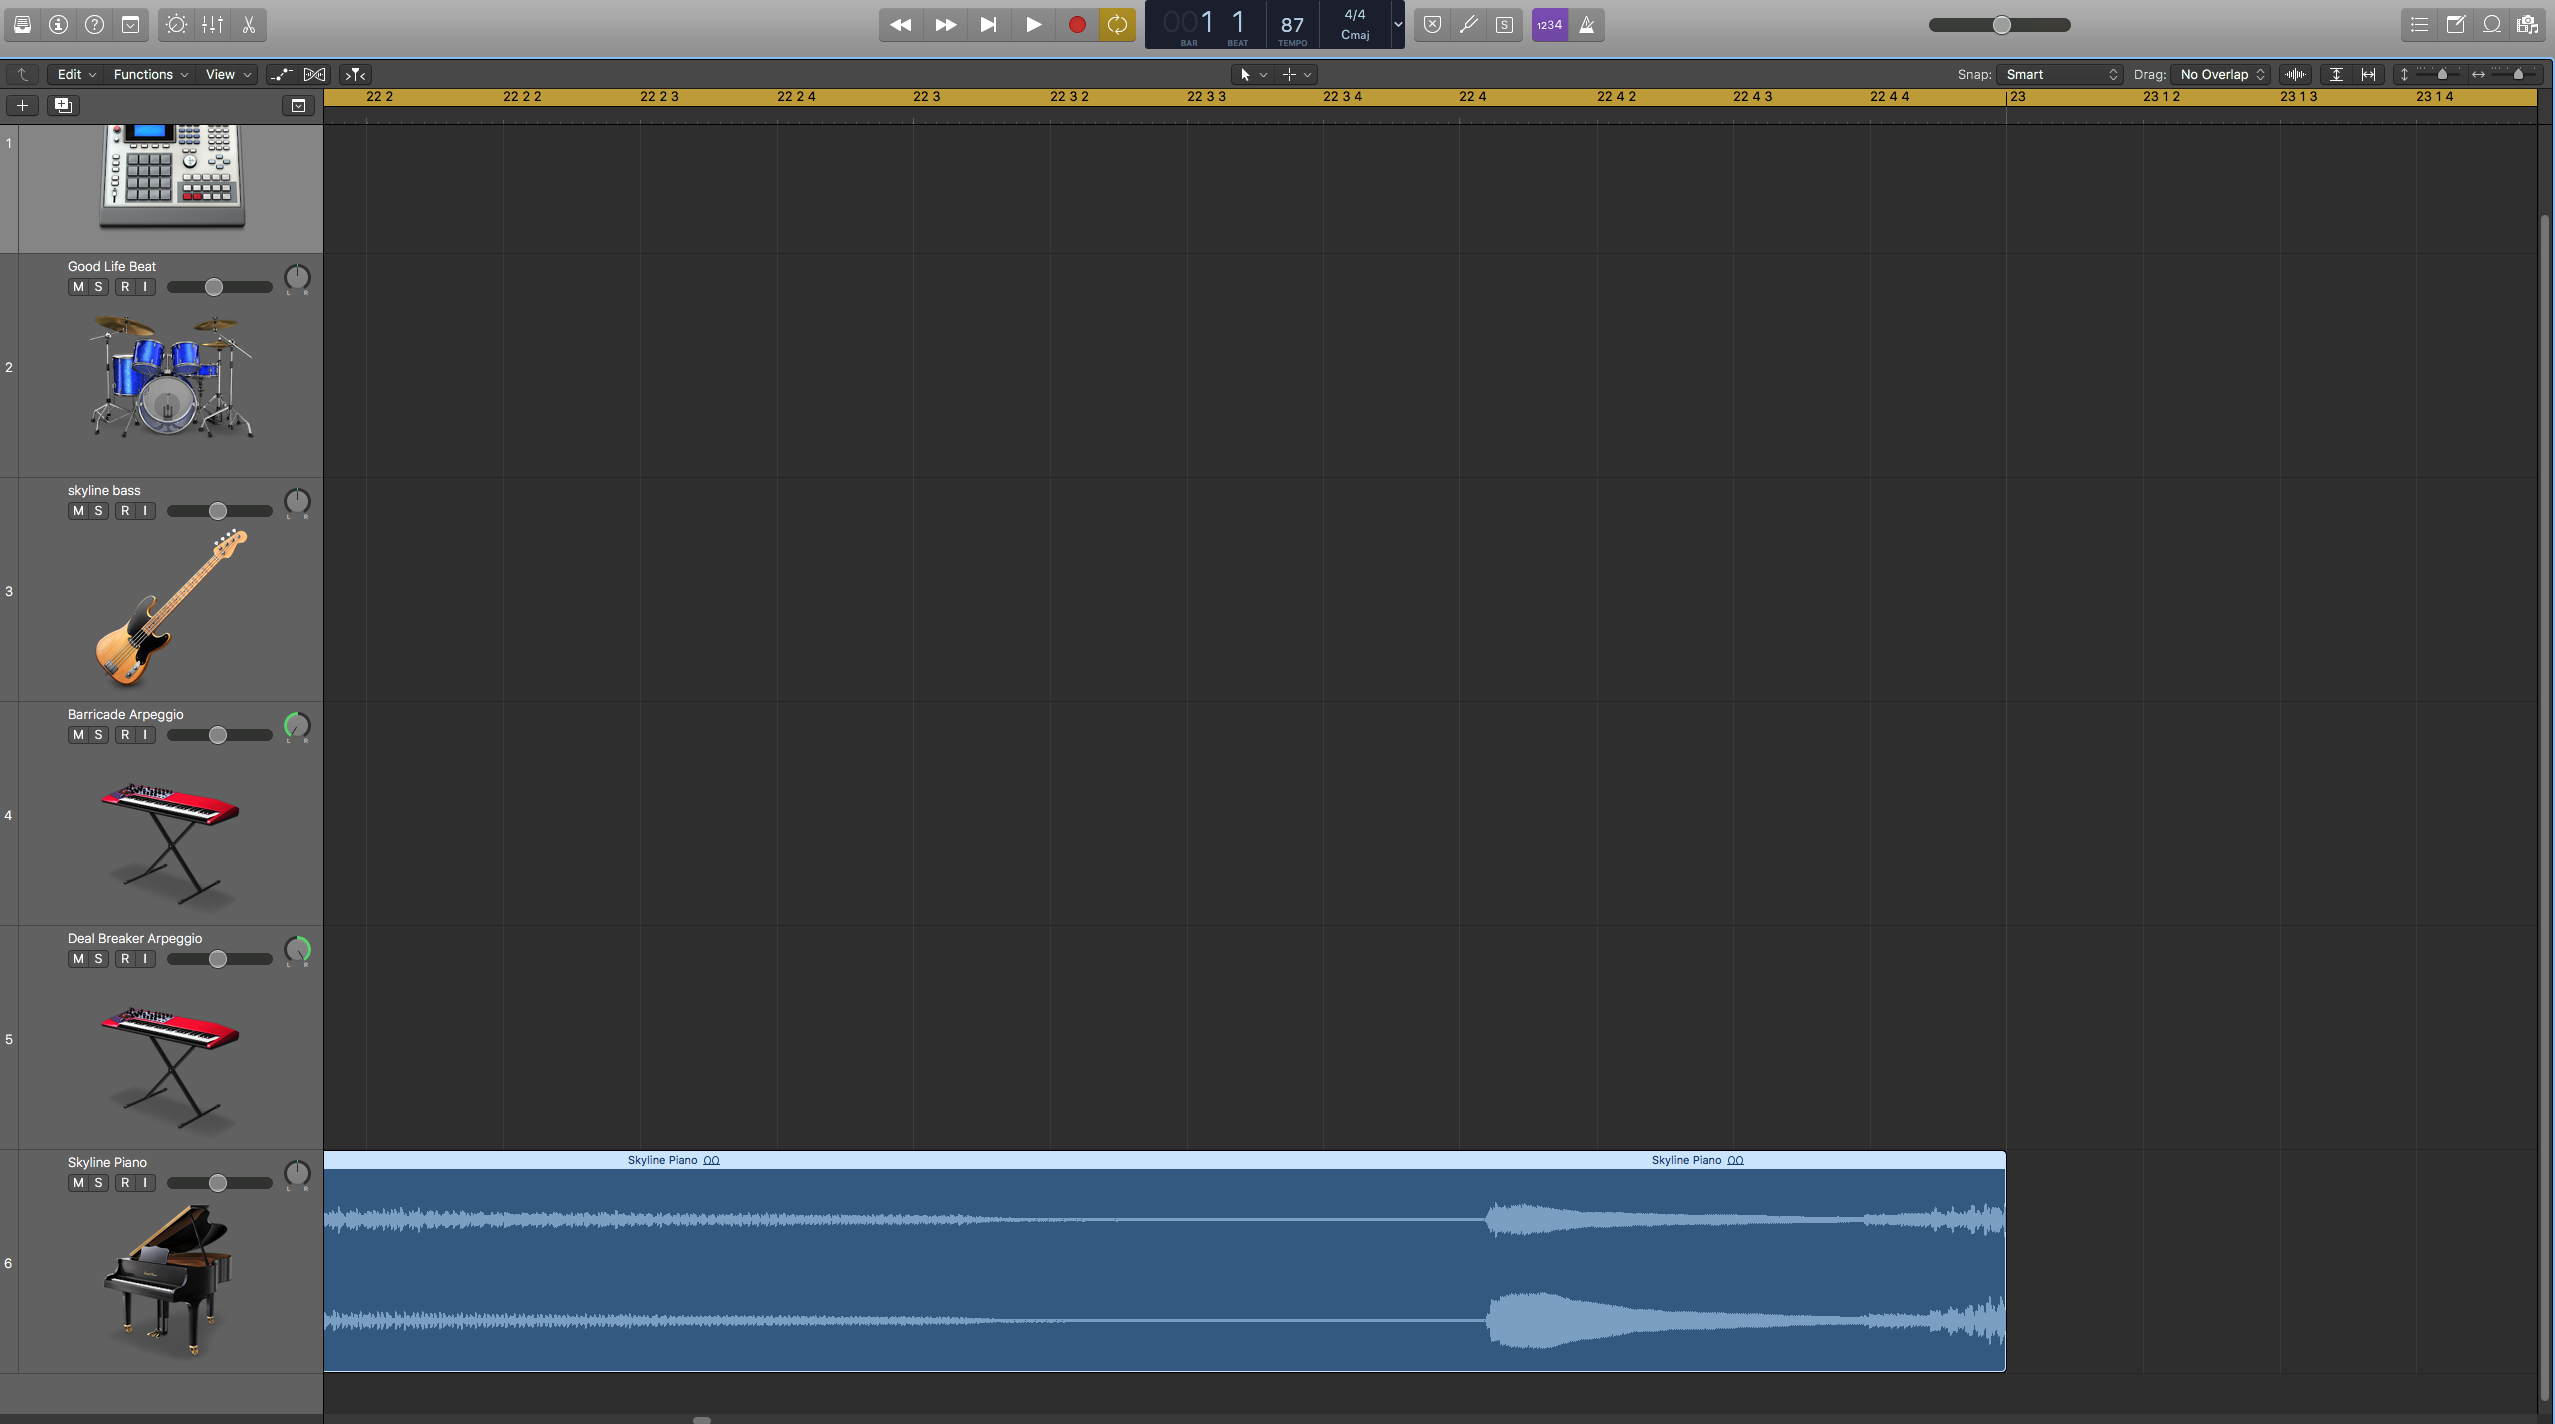 001 1 87 4/4
Cmaj
BAR BEAT TEMPO
S 1234
Edit Functions View Snap: Smart Drag: No Overlap
22 2 22 2 2 22 2 3 22 2 4 22 3 22 3 2 22 3 3 22 3 4 22 4 22 4 2 22 4 3 22 4 4 23 23 1 2 23 1 3 23 1 4
1
Good Life Beat
M S R I L R
2
skyline bass
M S R I L R
3
Barricade Arpeggio
M S R I L R
4
Deal Breaker Arpeggio
M S R I L R
5
Skyline Piano Skyline Piano Skyline Piano
M S R I L R
6